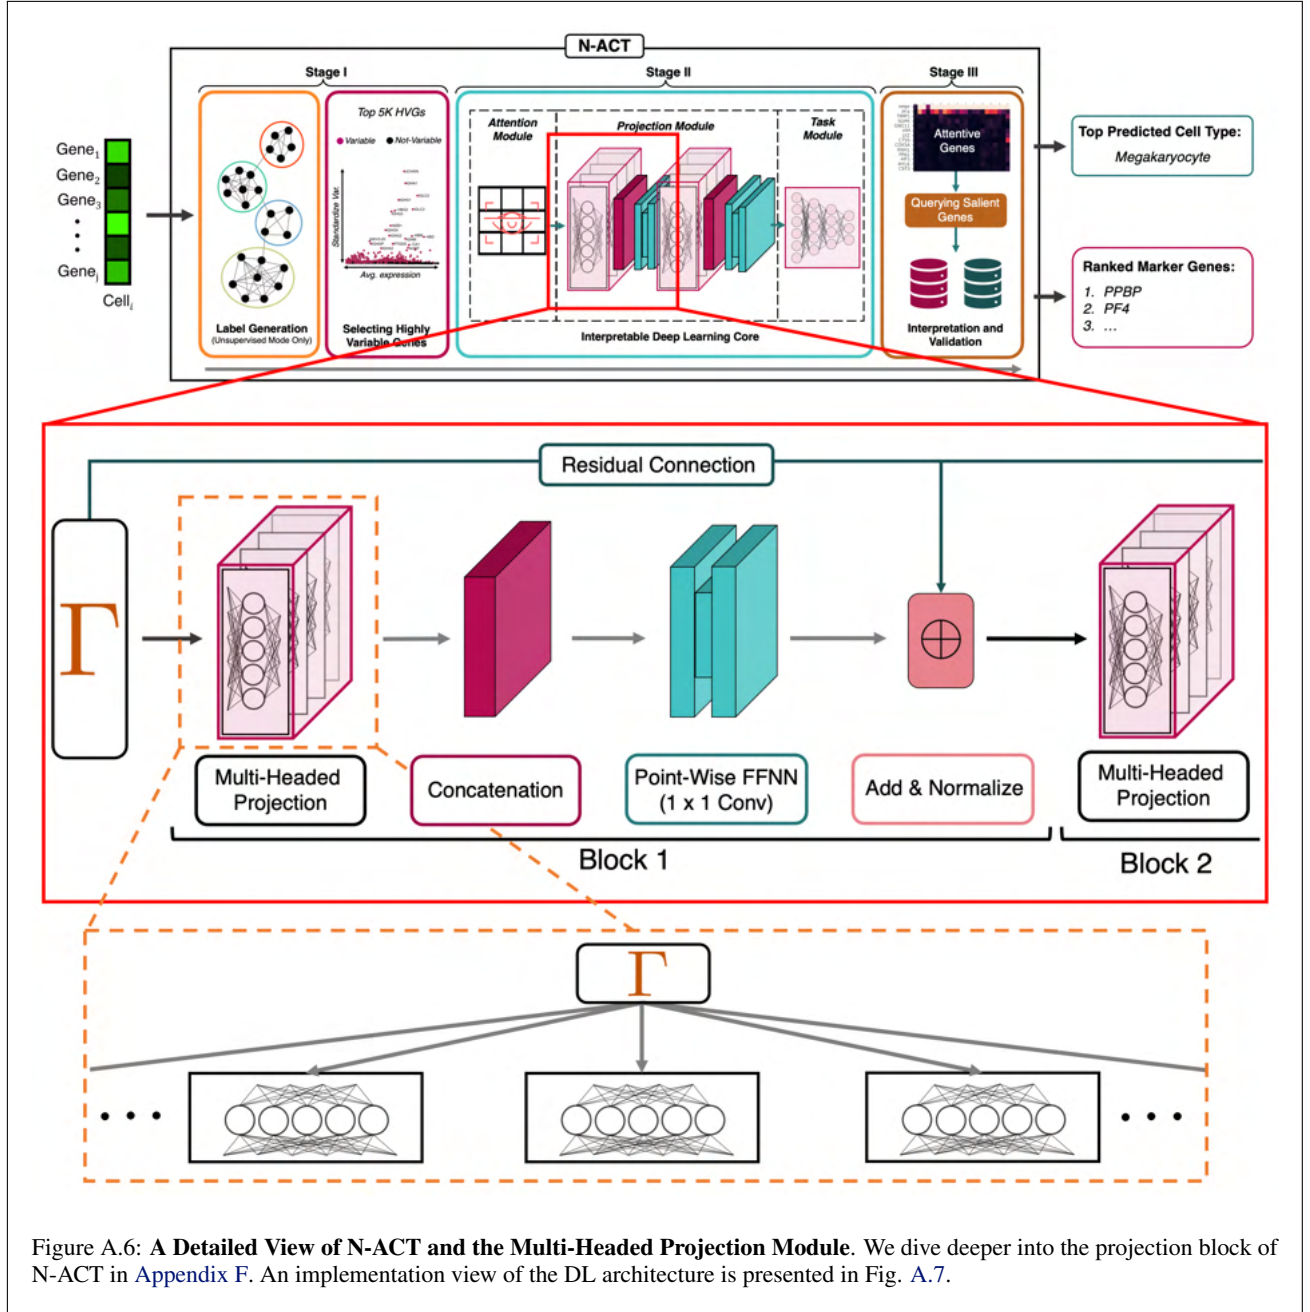 N-ACT
Stage I
Stage II
Stage III
Gene1
Gene2
Gene3
Genej
Celli
Label Generation
(Unsupervised Mode Only)
Top 5K HVGs
Variable
Not-Variable
Standardize Var.
Avg. expression
Selecting Highly
Variable Genes
Attention
Module
Projection Module
Task
Module
Interpretable Deep Learning Core
Attentive
Genes
Querying Salient
Genes
Interpretation and
Validation
Top Predicted Cell Type:
Megakaryocyte
Ranked Marker Genes:
1. PPBP
2. PF4
3. ...
Residual Connection
Γ
Multi-Headed
Projection
Concatenation
Point-Wise FFNN
(1 x 1 Conv)
Add & Normalize
Multi-Headed
Projection
Block 1
Block 2
Γ
Figure A.6: A Detailed View of N-ACT and the Multi-Headed Projection Module. We dive deeper into the projection block of
N-ACT in Appendix F. An implementation view of the DL architecture is presented in Fig. A.7.